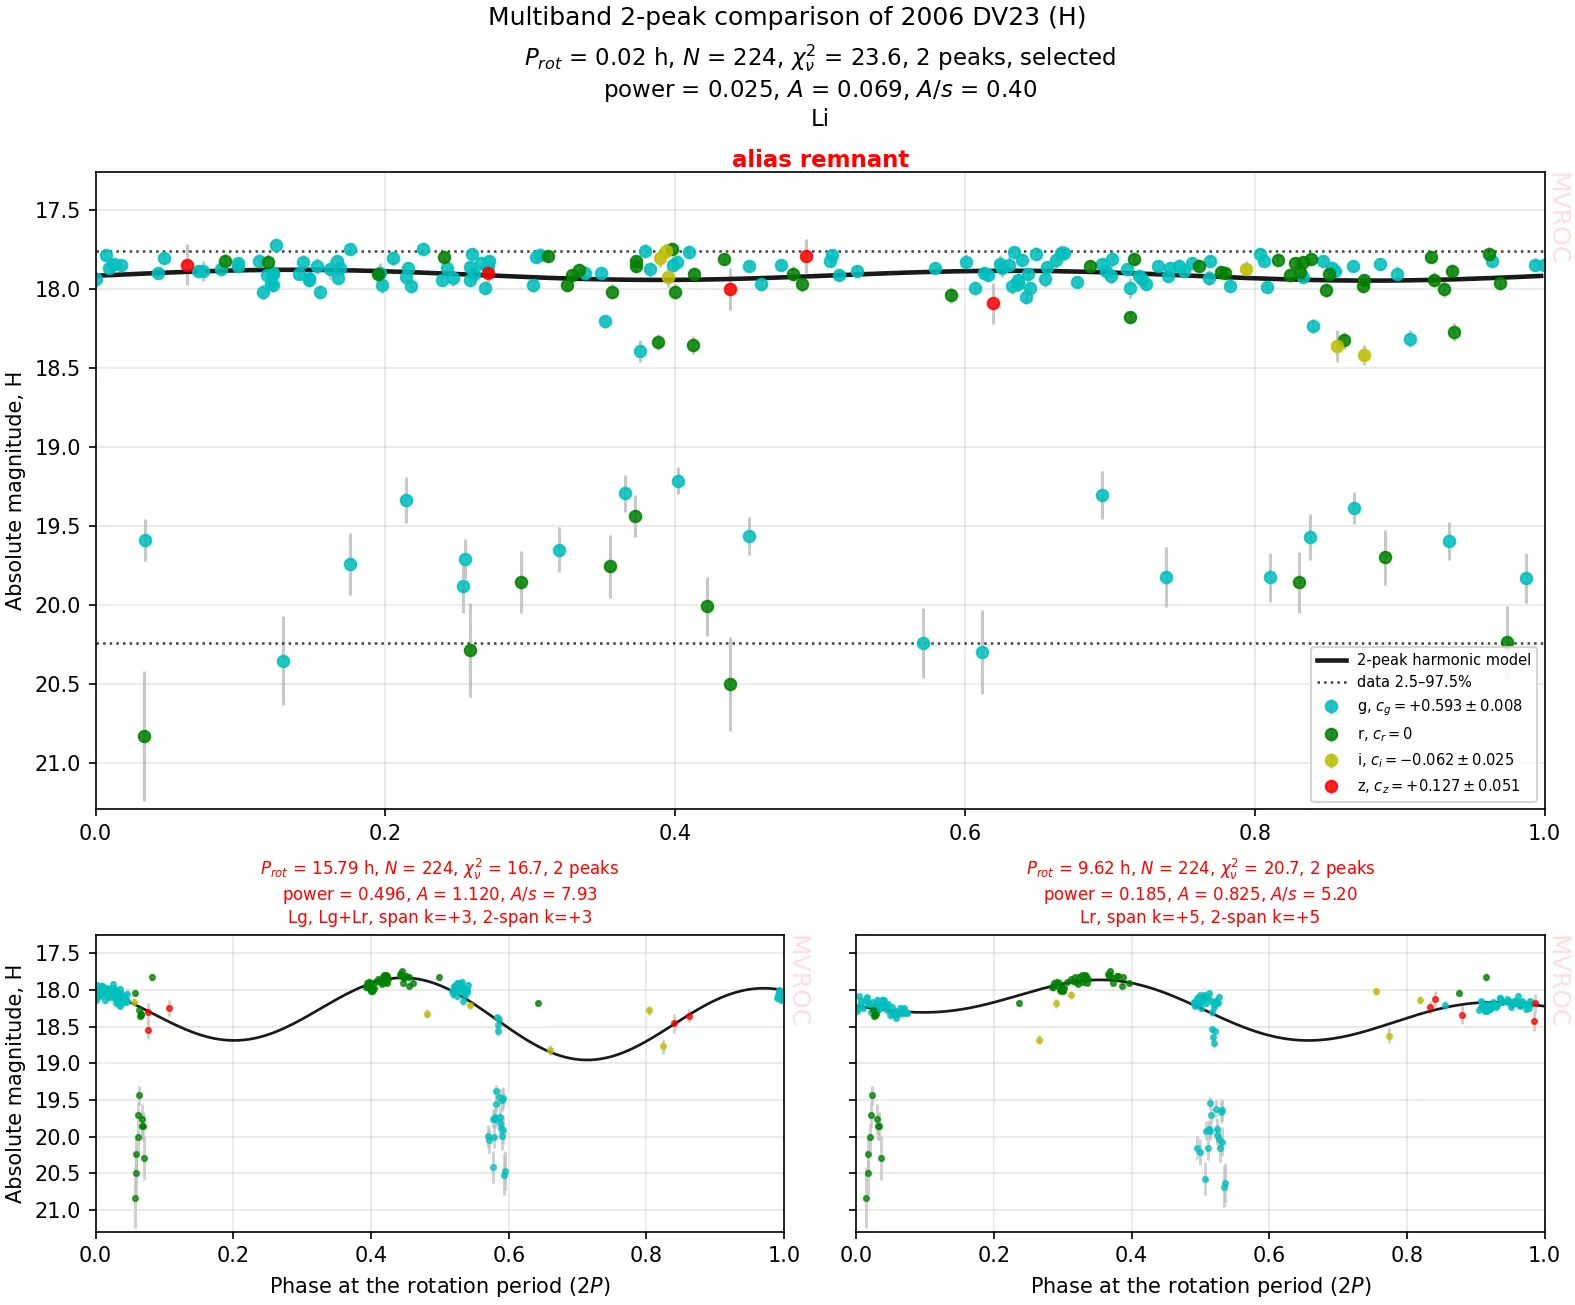 Multiband 2-peak comparison of 2006 DV23 (H)
P_rot = 0.02 h, N = 224, χ²_ν = 23.6, 2 peaks, selected
power = 0.025, A = 0.069, A/s = 0.40
Li
alias remnant
MVROC
Absolute magnitude, H
17.5
18.0
18.5
19.0
19.5
20.0
20.5
21.0
2-peak harmonic model
data 2.5–97.5%
g, c_g = +0.593 ± 0.008
r, c_r = 0
i, c_i = −0.062 ± 0.025
z, c_z = +0.127 ± 0.051
0.0 0.2 0.4 0.6 0.8 1.0
P_rot = 15.79 h, N = 224, χ²_ν = 16.7, 2 peaks
power = 0.496, A = 1.120, A/s = 7.93
Lg, Lg+Lr, span k=+3, 2-span k=+3
MVROC
Absolute magnitude, H
17.5
18.0
18.5
19.0
19.5
20.0
20.5
21.0
0.0 0.2 0.4 0.6 0.8 1.0
Phase at the rotation period (2P)
P_rot = 9.62 h, N = 224, χ²_ν = 20.7, 2 peaks
power = 0.185, A = 0.825, A/s = 5.20
Lr, span k=+5, 2-span k=+5
MVROC
0.0 0.2 0.4 0.6 0.8 1.0
Phase at the rotation period (2P)